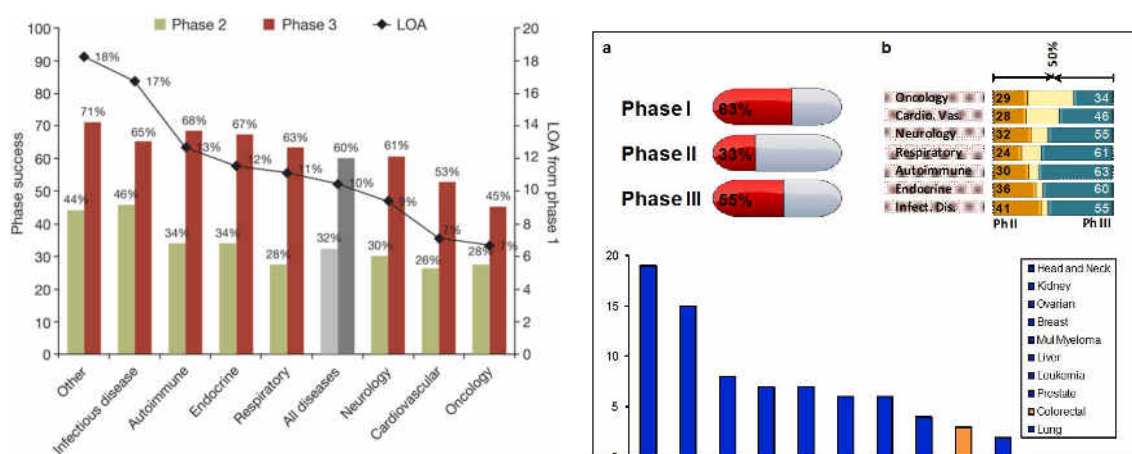 Phase 2 Phase 3 LOA
100 90 80 70 60 50 40 30 20 10 0
Phase success
20 18 16 14 12 10 8 6 4 2 0
LOA from phase 1
18% 17% 13% 12% 11% 10% 9% 7% 7%
71% 65% 68% 67% 63% 60% 61% 53% 45%
44% 46% 34% 34% 28% 32% 30% 26% 28%
Other
Infectious disease
Autoimmune
Endocrine
Respiratory
All diseases
Neurology
Cardiovascular
Oncology
a
Phase I 63%
Phase II 33%
Phase III 55%
b
50%
Oncology 29 34
Cardio. Vas. 28 46
Neurology 32 55
Respiratory 24 61
Autoimmune 30 63
Endocrine 36 60
Infect. Dis. 41 55
Ph II Ph III
20
15
10
5
Head and Neck
Kidney
Ovarian
Breast
Mul Myeloma
Liver
Leukemia
Prostate
Colorectal
Lung